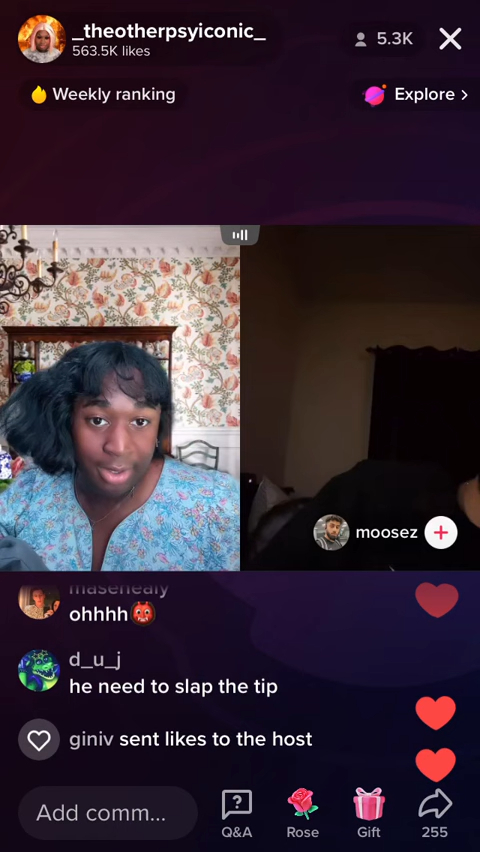 _theotherpsyiconic_
563.5K likes
5.3K
Weekly ranking
Explore >
moosez
masehealy
ohhhh👹
d_u_j
he need to slap the tip
giniv sent likes to the host
Add comm...
Q&A
Rose
Gift
255